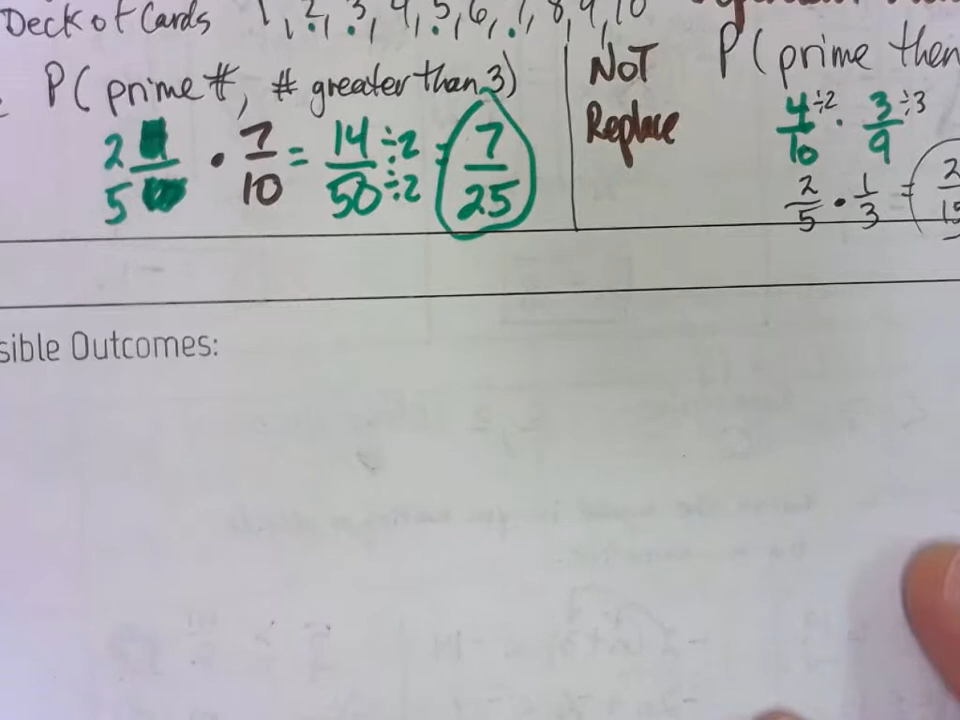 Deck of Cards 1, 2, 3, 4, 5, 6, 7, 8, 9, 10
P( prime #, # greater than 3)
2/5 · 7/10 = 14/50 ÷2/÷2 = 7/25
NOT
Replace
P( prime then
4/10 ÷2 · 3/9 ÷3
2/5 · 1/3 =
sible Outcomes: